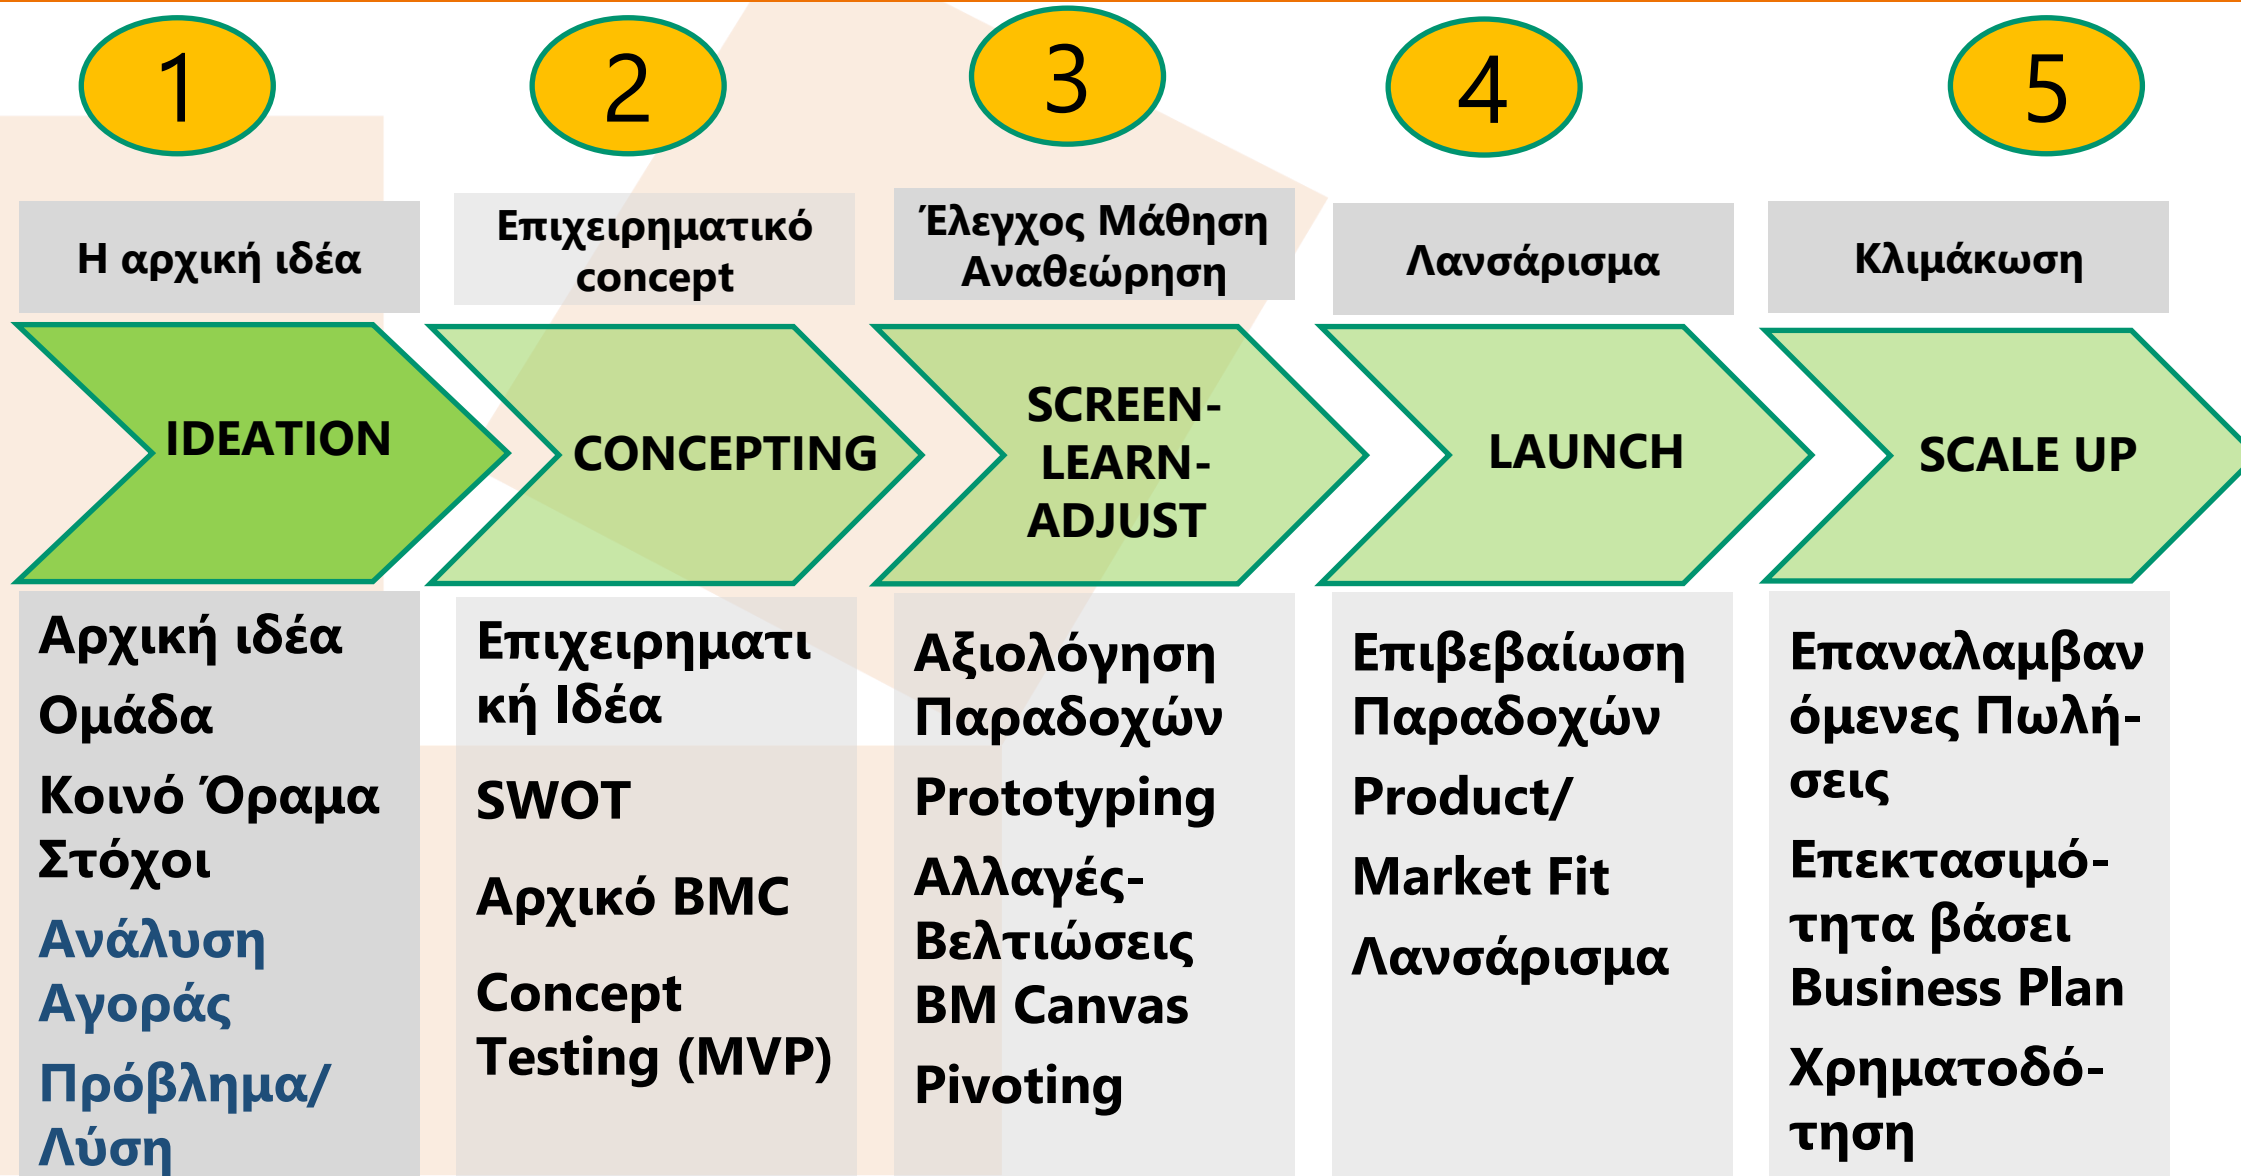 1
2
3
4
5
Η αρχική ιδέα
Επιχειρηματικό
concept
Έλεγχος Μάθηση
Αναθεώρηση
Λανσάρισμα
Κλιμάκωση
IDEATION
CONCEPTING
SCREEN-
LEARN-
ADJUST
LAUNCH
SCALE UP
Αρχική ιδέα
Ομάδα
Κοινό Όραμα
Στόχοι
Ανάλυση
Αγοράς
Πρόβλημα/
Λύση
Επιχειρηματι
κή Ιδέα
SWOT
Αρχικό BMC
Concept
Testing (MVP)
Αξιολόγηση
Παραδοχών
Prototyping
Αλλαγές-
Βελτιώσεις
BM Canvas
Pivoting
Επιβεβαίωση
Παραδοχών
Product/
Market Fit
Λανσάρισμα
Επαναλαμβαν
όμενες Πωλή-
σεις
Επεκτασιμό-
τητα βάσει
Business Plan
Χρηματοδό-
τηση